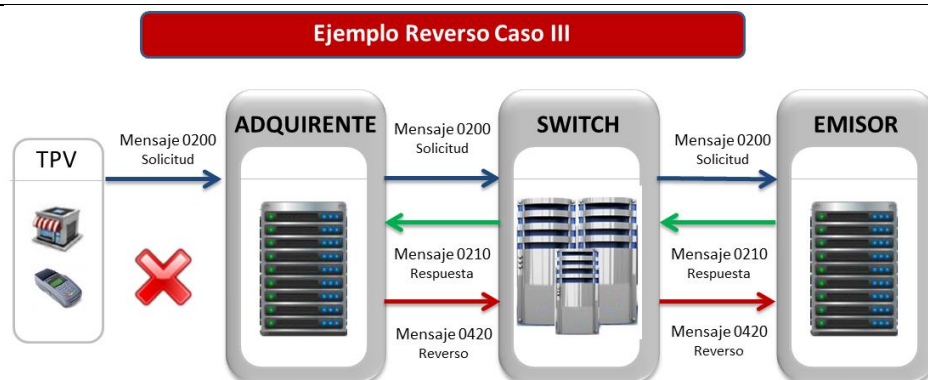 Ejemplo Reverso Caso III
TPV
Mensaje 0200
Solicitud
ADQUIRENTE
Mensaje 0200
Solicitud
Mensaje 0210
Respuesta
Mensaje 0420
Reverso
SWITCH
Mensaje 0200
Solicitud
Mensaje 0210
Respuesta
Mensaje 0420
Reverso
EMISOR